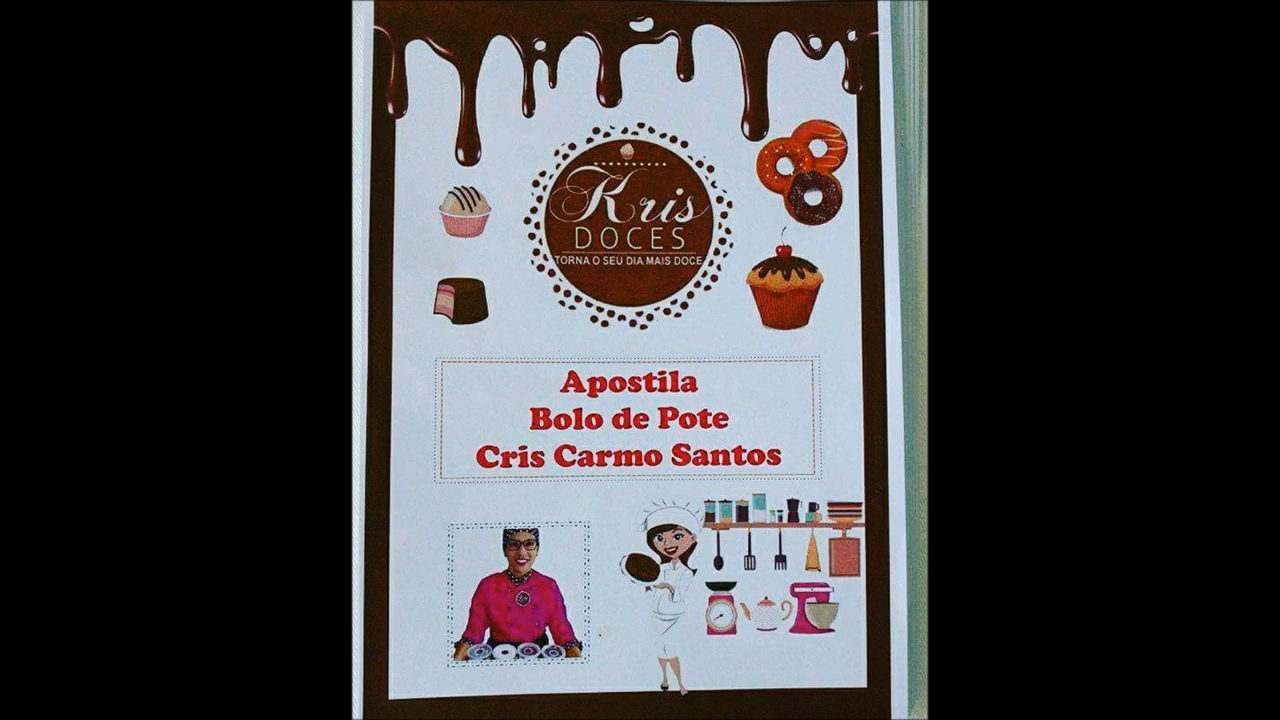 Kris
DOCES
TORNA O SEU DIA MAIS DOCE
Apostila
Bolo de Pote
Cris Carmo Santos